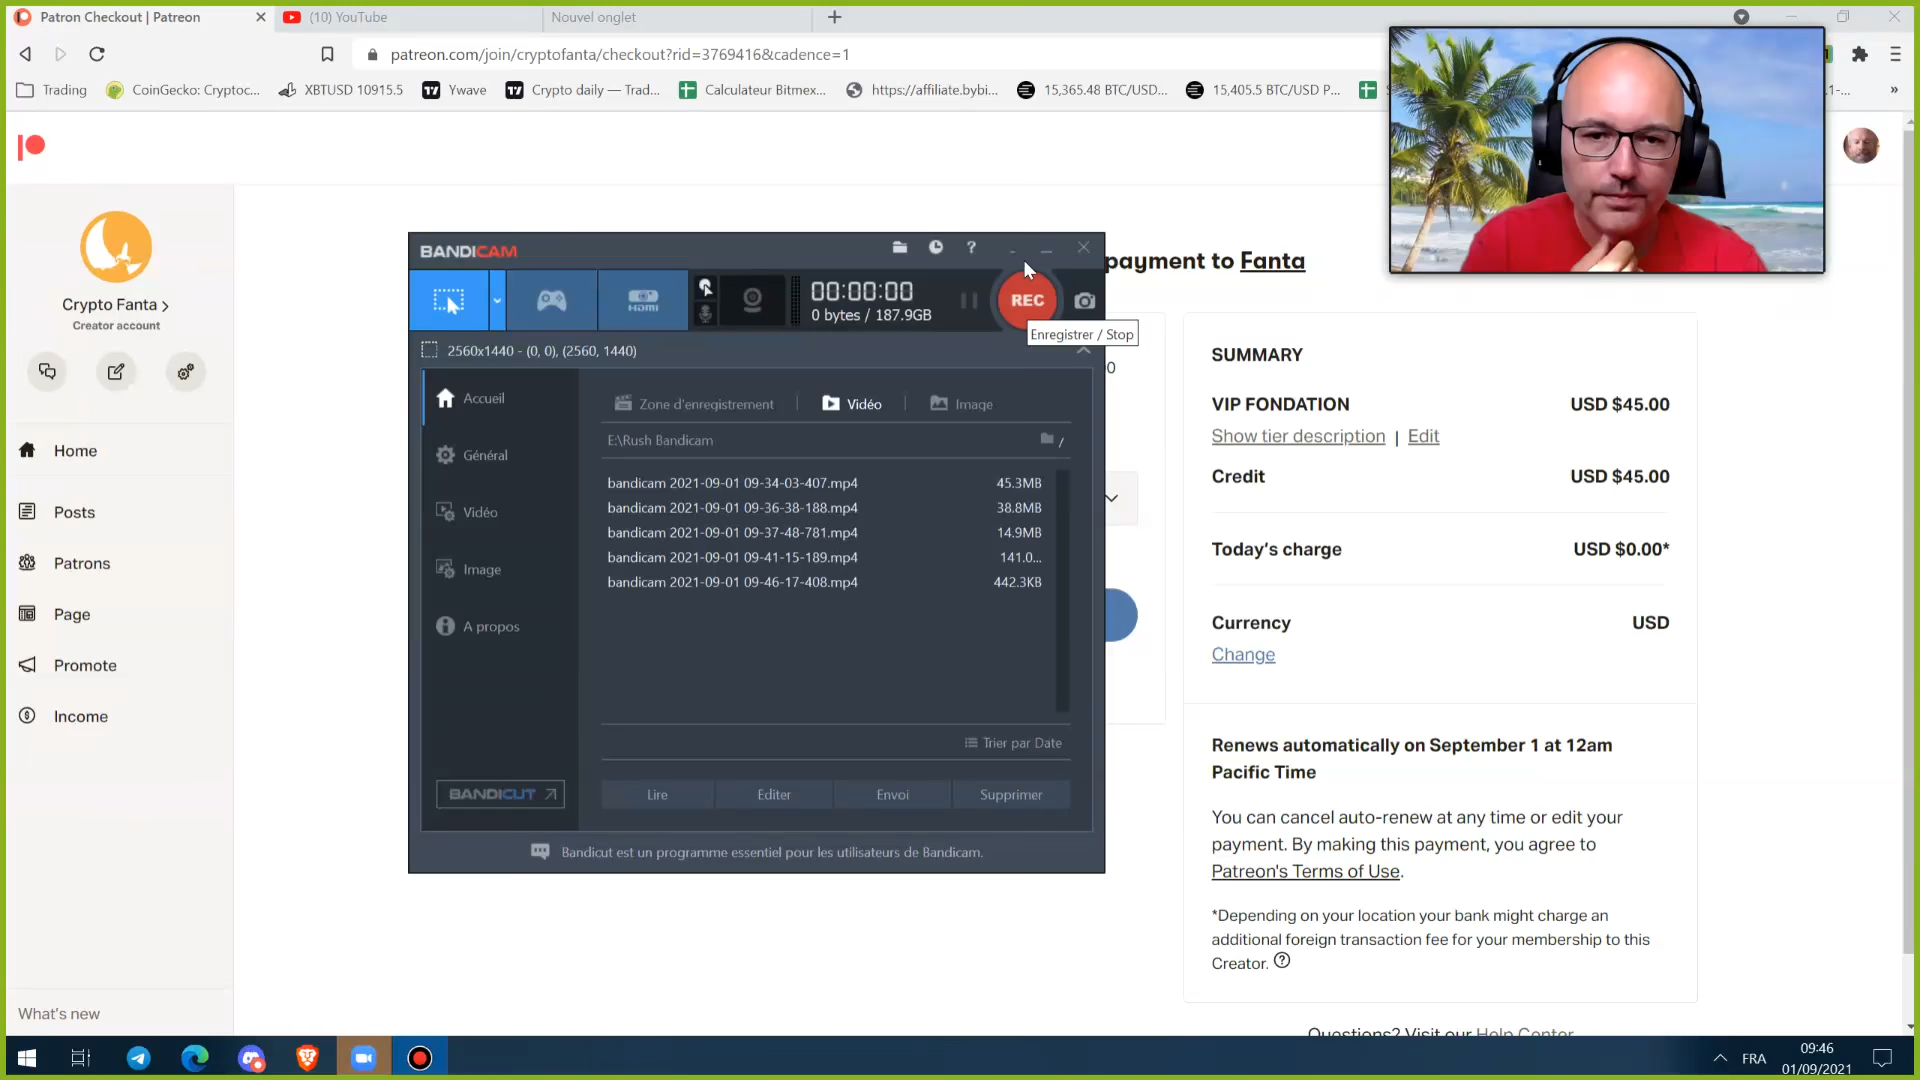 Patron Checkout | Patreon
(10) YouTube
Nouvel onglet
patreon.com/join/cryptofanta/checkout?rid=3769416&cadence=1
Trading
CoinGecko: Cryptoc...
XBTUSD 10915.5
Ywave
Crypto daily — Trad...
Calculateur Bitmex...
https://affiliate.bybi...
15,365.48 BTC/USD...
15,405.5 BTC/USD P...
Crypto Fanta
Creator account
Home
Posts
Patrons
Page
Promote
Income
What's new
BANDICAM
HDMI
00:00:00
0 bytes / 187.9GB
REC
Enregistrer / Stop
2560x1440 - (0, 0), (2560, 1440)
Accueil
Général
Vidéo
Image
A propos
BANDICUT
Zone d'enregistrement
Vidéo
Image
E:\Rush Bandicam
bandicam 2021-09-01 09-34-03-407.mp4 45.3MB
bandicam 2021-09-01 09-36-38-188.mp4 38.8MB
bandicam 2021-09-01 09-37-48-781.mp4 14.9MB
bandicam 2021-09-01 09-41-15-189.mp4 141.0...
bandicam 2021-09-01 09-46-17-408.mp4 442.3KB
Trier par Date
Lire
Editer
Envoi
Supprimer
Bandicut est un programme essentiel pour les utilisateurs de Bandicam.
payment to Fanta
SUMMARY
VIP FONDATION USD $45.00
Show tier description | Edit
Credit USD $45.00
Today's charge USD $0.00*
Currency USD
Change
Renews automatically on September 1 at 12am
Pacific Time
You can cancel auto-renew at any time or edit your
payment. By making this payment, you agree to
Patreon's Terms of Use.
*Depending on your location your bank might charge an
additional foreign transaction fee for your membership to this
Creator.
Questions? Visit our Help Center
FRA
09:46
01/09/2021